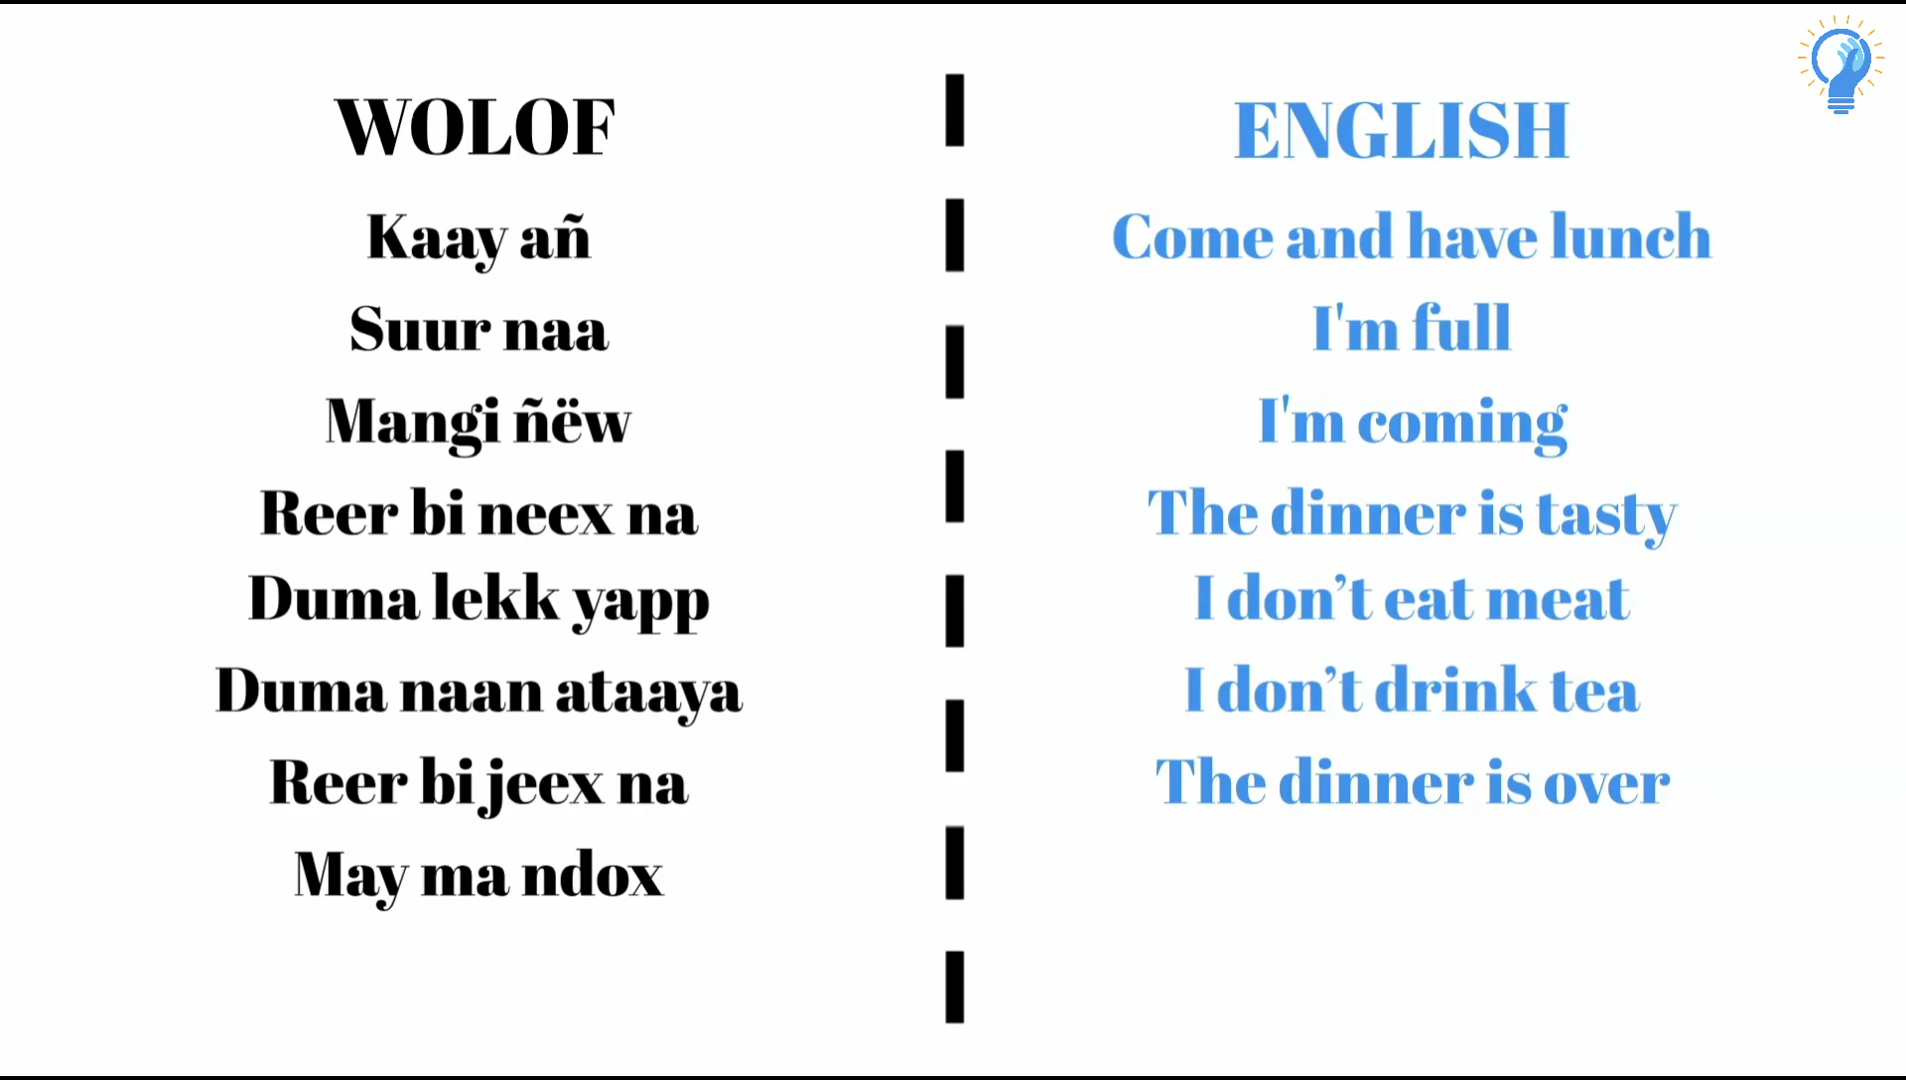 WOLOF
Kaay añ
Suur naa
Mangi ñëw
Reer bi neex na
Duma lekk yapp
Duma naan ataaya
Reer bi jeex na
May ma ndox
ENGLISH
Come and have lunch
I'm full
I'm coming
The dinner is tasty
I don’t eat meat
I don’t drink tea
The dinner is over